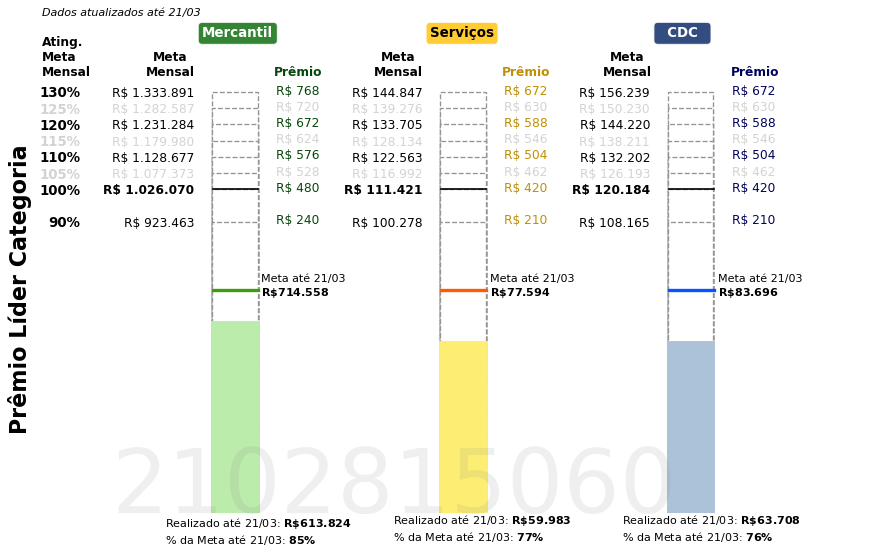 Dados atualizados até 21/03
Mercantil Serviços CDC
Ating.
Meta Meta Meta Meta
Mensal Mensal Prêmio Mensal Prêmio Mensal Prêmio
130% R$ 1.333.891 R$ 768 R$ 144.847 R$ 672 R$ 156.239 R$ 672
125% R$ 1.282.587 R$ 720 R$ 139.276 R$ 630 R$ 150.230 R$ 630
120% R$ 1.231.284 R$ 672 R$ 133.705 R$ 588 R$ 144.220 R$ 588
115% R$ 1.179.980 R$ 624 R$ 128.134 R$ 546 R$ 138.211 R$ 546
110% R$ 1.128.677 R$ 576 R$ 122.563 R$ 504 R$ 132.202 R$ 504
105% R$ 1.077.373 R$ 528 R$ 116.992 R$ 462 R$ 126.193 R$ 462
100% R$ 1.026.070 R$ 480 R$ 111.421 R$ 420 R$ 120.184 R$ 420
90% R$ 923.463 R$ 240 R$ 100.278 R$ 210 R$ 108.165 R$ 210
Meta até 21/03 Meta até 21/03 Meta até 21/03
R$714.558 R$77.594 R$83.696
Prêmio Líder Categoria
2102815060
Realizado até 21/03: R$613.824 Realizado até 21/03: R$59.983 Realizado até 21/03: R$63.708
% da Meta até 21/03: 85% % da Meta até 21/03: 77% % da Meta até 21/03: 76%